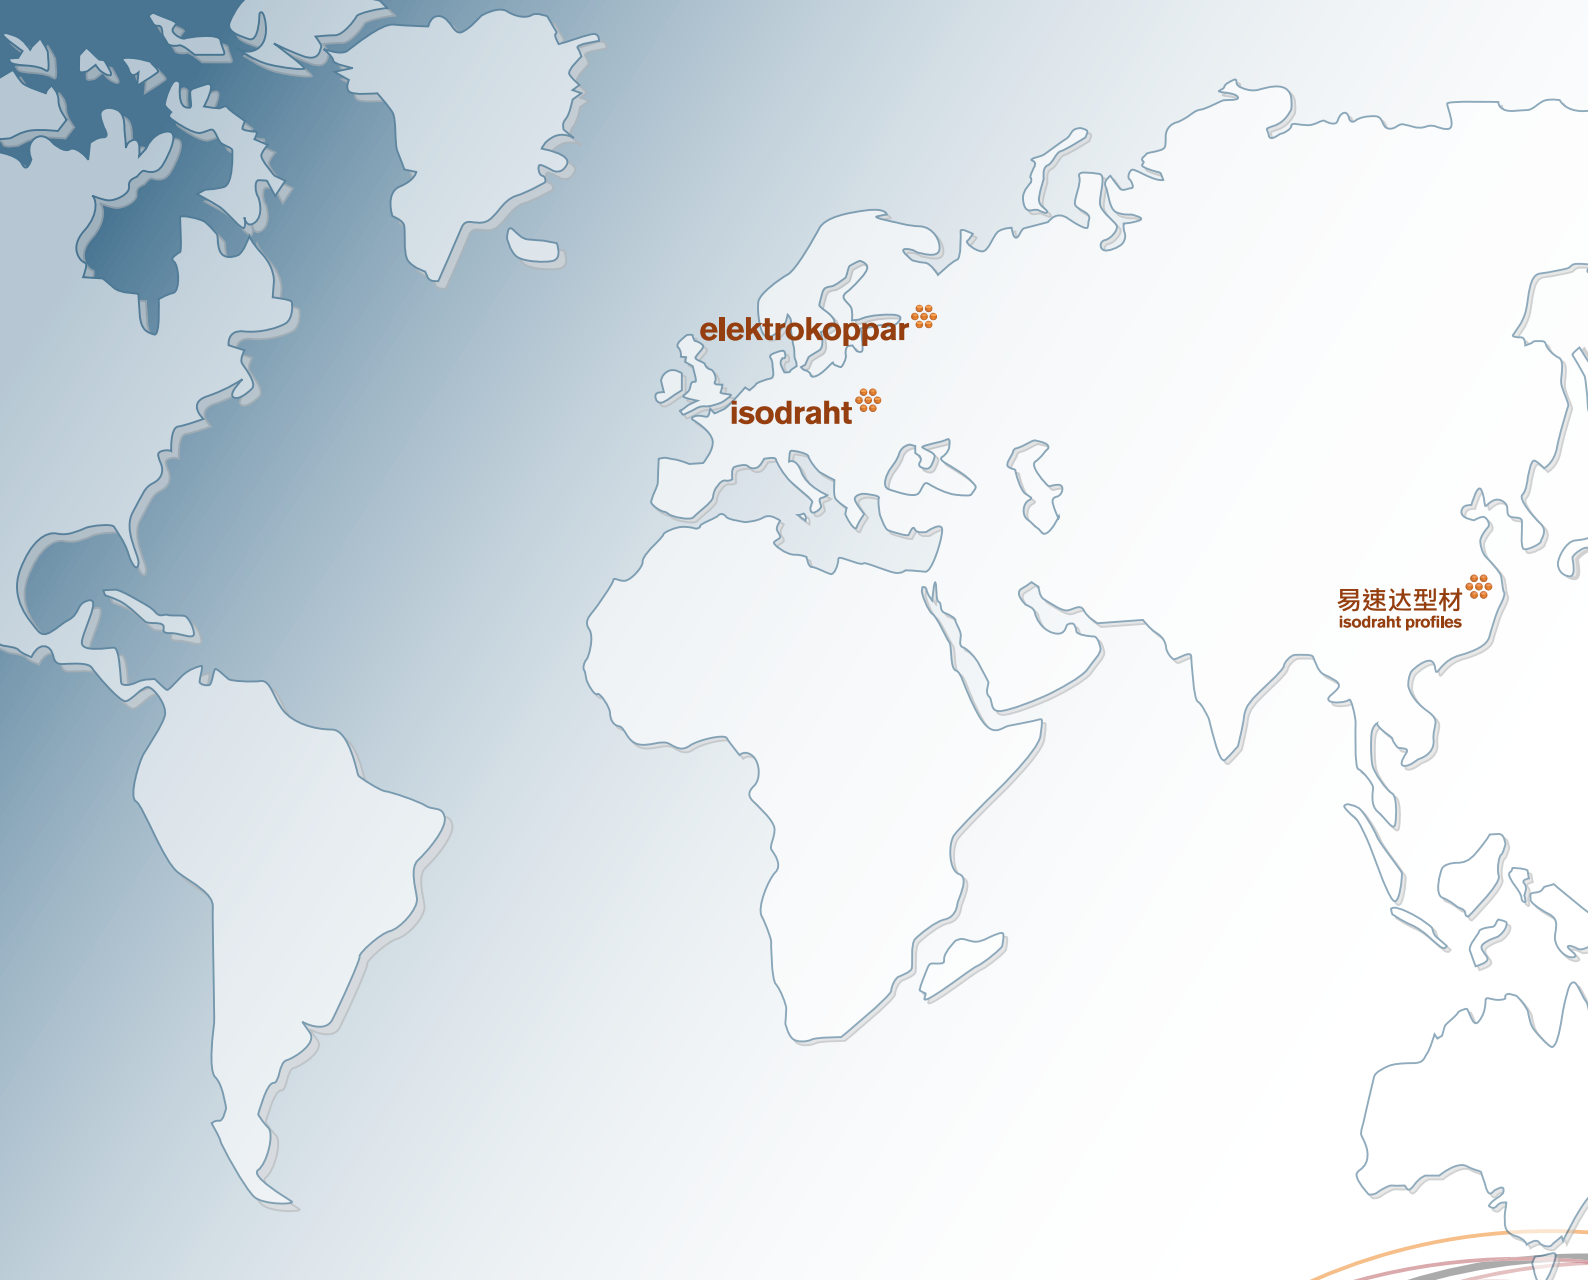 elektrokoppar
isodraht
易速达型材
isodraht profiles